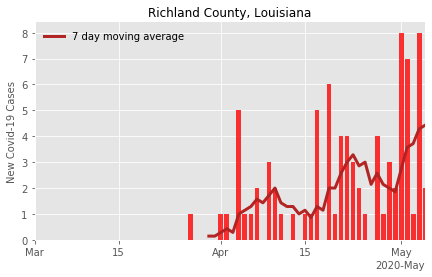 Richland County, Louisiana
7 day moving average
New Covid-19 Cases
8
7
6
5
4
3
2
1
0
Mar 15 Apr 15 May
2020-May